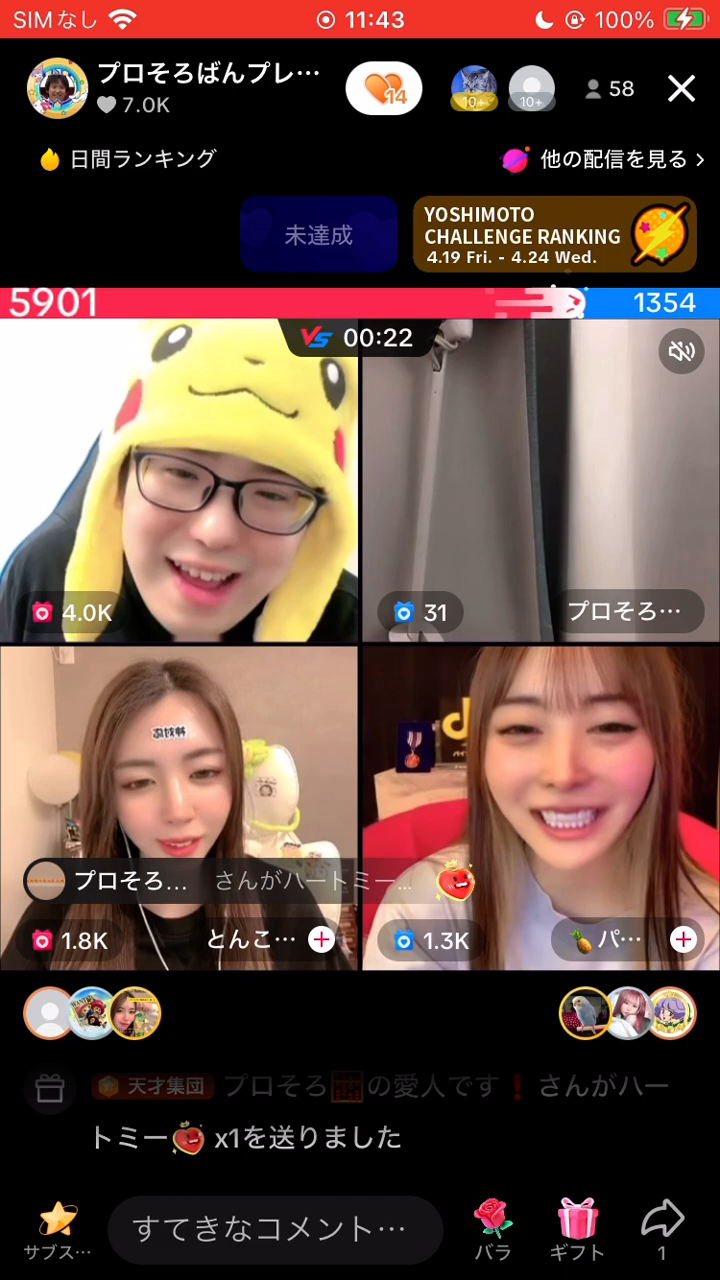 SIMなし 11:43 100%
プロそろばんプレ…
7.0K
14
10+ 10+ 58
日間ランキング 他の配信を見る
未達成
YOSHIMOTO
CHALLENGE RANKING
4.19 Fri. - 4.24 Wed.
5901 1354
VS 00:22
4.0K 31 プロそろ…
プロそろ… さんがハートミー…
1.8K とんこ… 1.3K パ…
天才集団 プロそろの愛人です❗さんがハー
トミー x1を送りました
すてきなコメント…
サブス… バラ ギフト 1